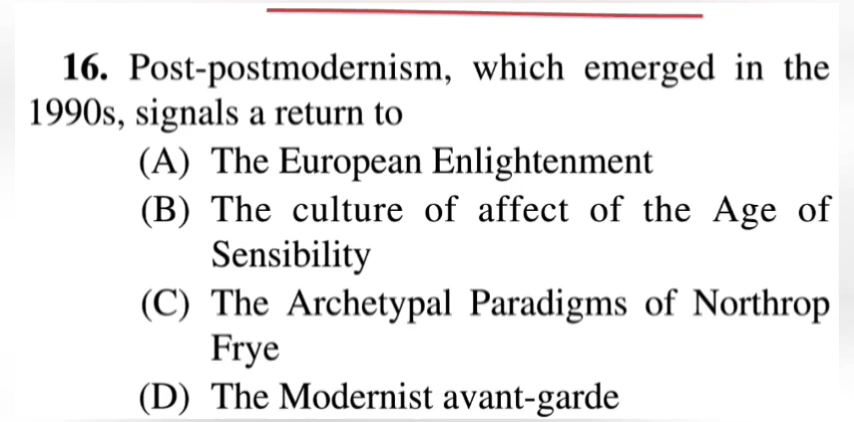 16. Post-postmodernism, which emerged in the
1990s, signals a return to
(A) The European Enlightenment
(B) The culture of affect of the Age of
Sensibility
(C) The Archetypal Paradigms of Northrop
Frye
(D) The Modernist avant-garde